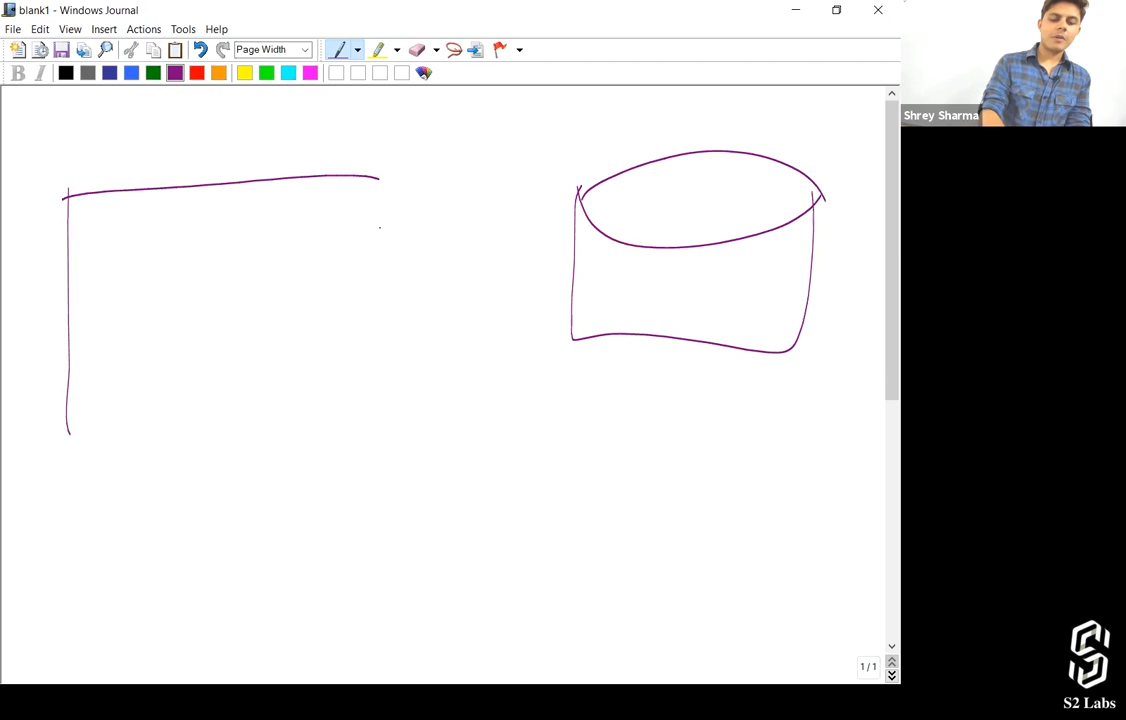 blank1 - Windows Journal
File Edit View Insert Actions Tools Help
Page Width
B I
Shrey Sharma
1 / 1
S2 Labs